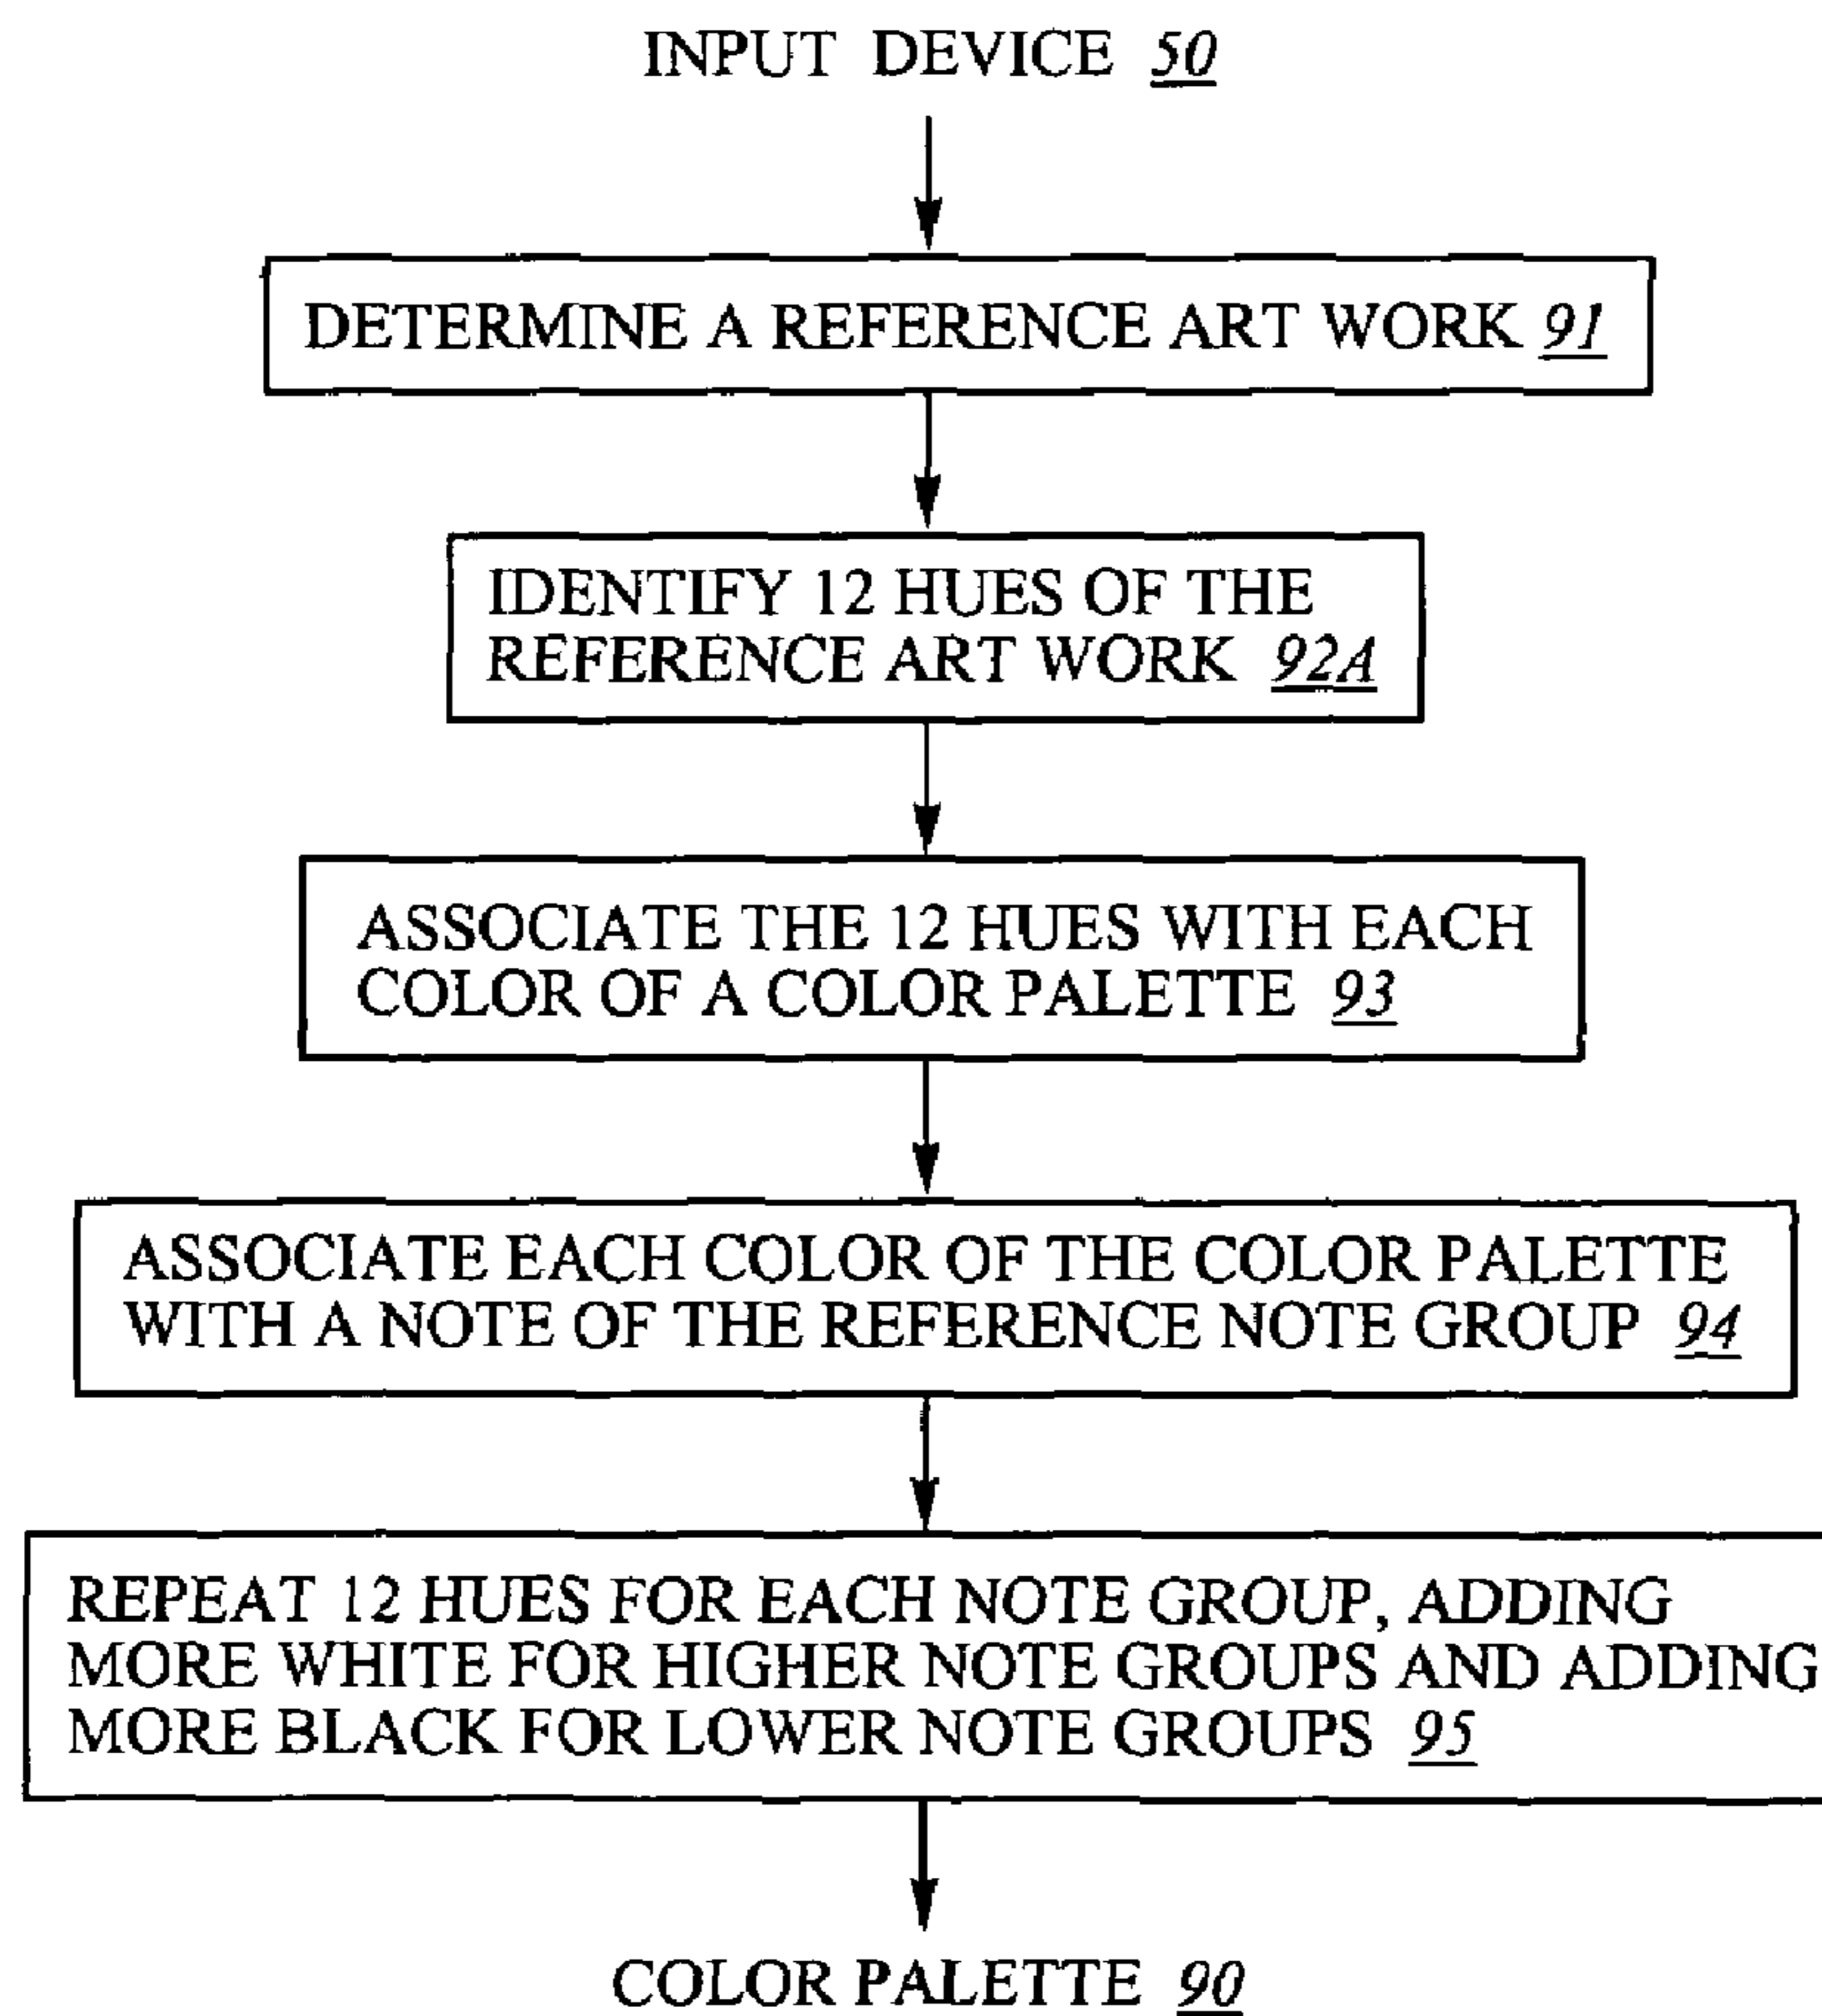 INPUT DEVICE 50
DETERMINE A REFERENCE ART WORK 91
IDENTIFY 12 HUES OF THE
REFERENCE ART WORK 92A
ASSOCIATE THE 12 HUES WITH EACH
COLOR OF A COLOR PALETTE 93
ASSOCIATE EACH COLOR OF THE COLOR PALETTE
WITH A NOTE OF THE REFERENCE NOTE GROUP 94
REPEAT 12 HUES FOR EACH NOTE GROUP, ADDING
MORE WHITE FOR HIGHER NOTE GROUPS AND ADDING
MORE BLACK FOR LOWER NOTE GROUPS 95
COLOR PALETTE 90